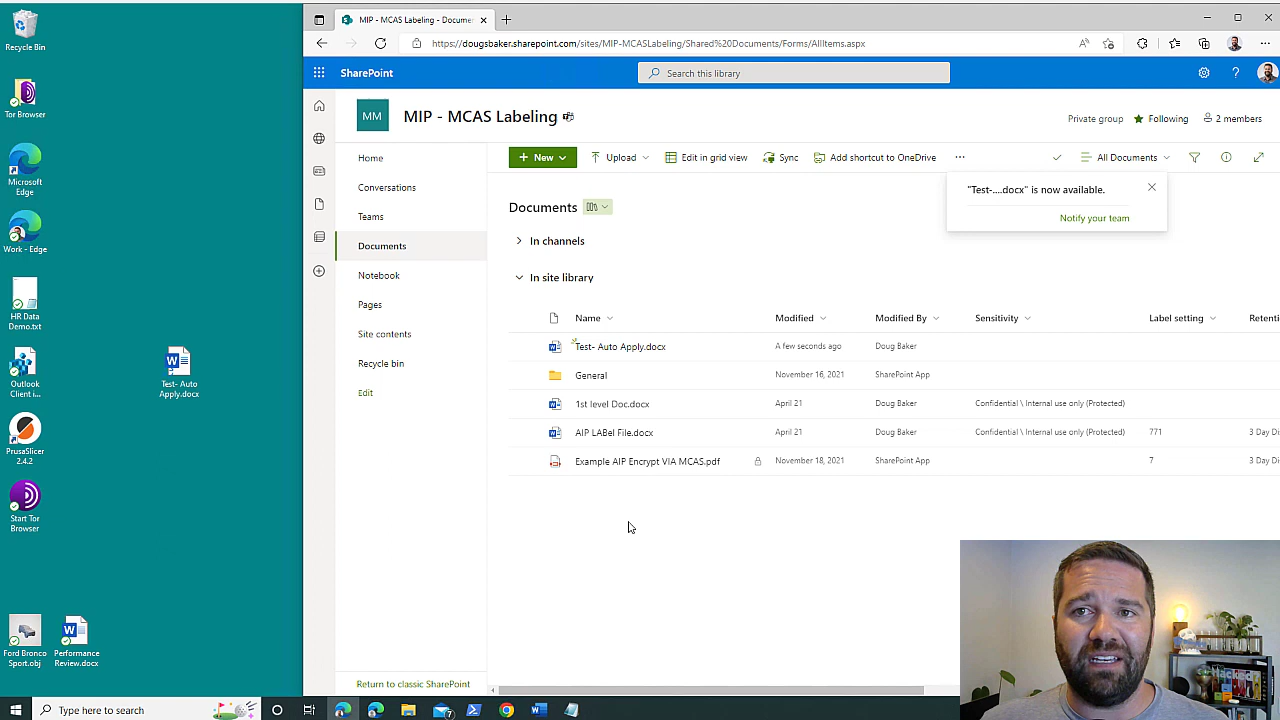 Recycle Bin
Tor Browser
Microsoft
Edge
Work - Edge
HR Data
Demo.txt
Outlook
Client i...
PrusaSlicer
2.4.2
Start Tor
Browser
Ford Bronco
Sport.obj
Performance
Review.docx
Test- Auto
Apply.docx
MIP - MCAS Labeling - Docume
https://dougsbaker.sharepoint.com/sites/MIP-MCASLabeling/Shared%20Documents/Forms/AllItems.aspx
SharePoint
Search this library
MM
MIP - MCAS Labeling
Private group
Following
2 members
Home
Conversations
Teams
Documents
Notebook
Pages
Site contents
Recycle bin
Edit
Return to classic SharePoint
New
Upload
Edit in grid view
Sync
Add shortcut to OneDrive
All Documents
"Test-....docx" is now available.
Notify your team
Documents
In channels
In site library
Name Modified Modified By Sensitivity Label setting Retenti
Test- Auto Apply.docx A few seconds ago Doug Baker
General November 16, 2021 SharePoint App
1st level Doc.docx April 21 Doug Baker Confidential \ Internal use only (Protected)
AIP LABel File.docx April 21 Doug Baker Confidential \ Internal use only (Protected) 771 3 Day Di
Example AIP Encrypt VIA MCAS.pdf November 18, 2021 SharePoint App 7 3 Day Di
Type here to search
7